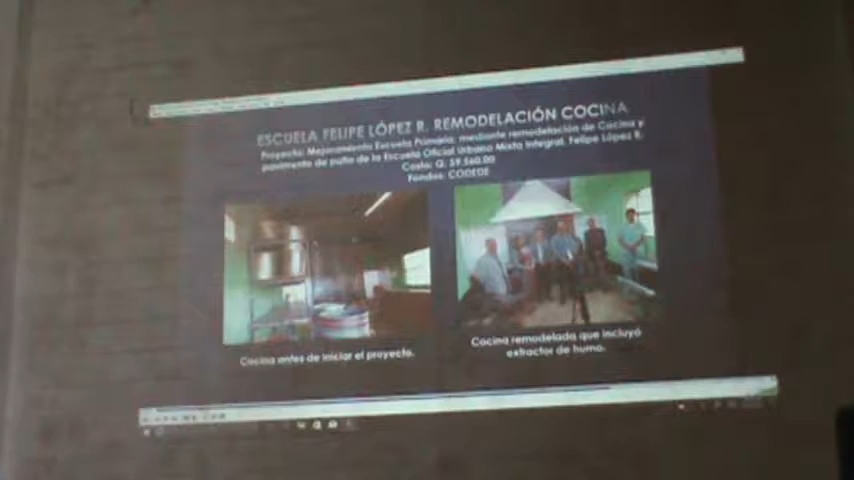 ESCUELA FELIPE LÓPEZ R. REMODELACIÓN COCINA
Proyecto: Mejoramiento Escuela Primaria, mediante remodelación de Cocina y
pavimento de patio de la Escuela Oficial Urbana Mixta Integral, Felipe López R.
Costo: Q. 59,560.00
Fondos: CODEDE
Cocina antes de iniciar el proyecto.
Cocina remodelada que incluyó
extractor de humo.